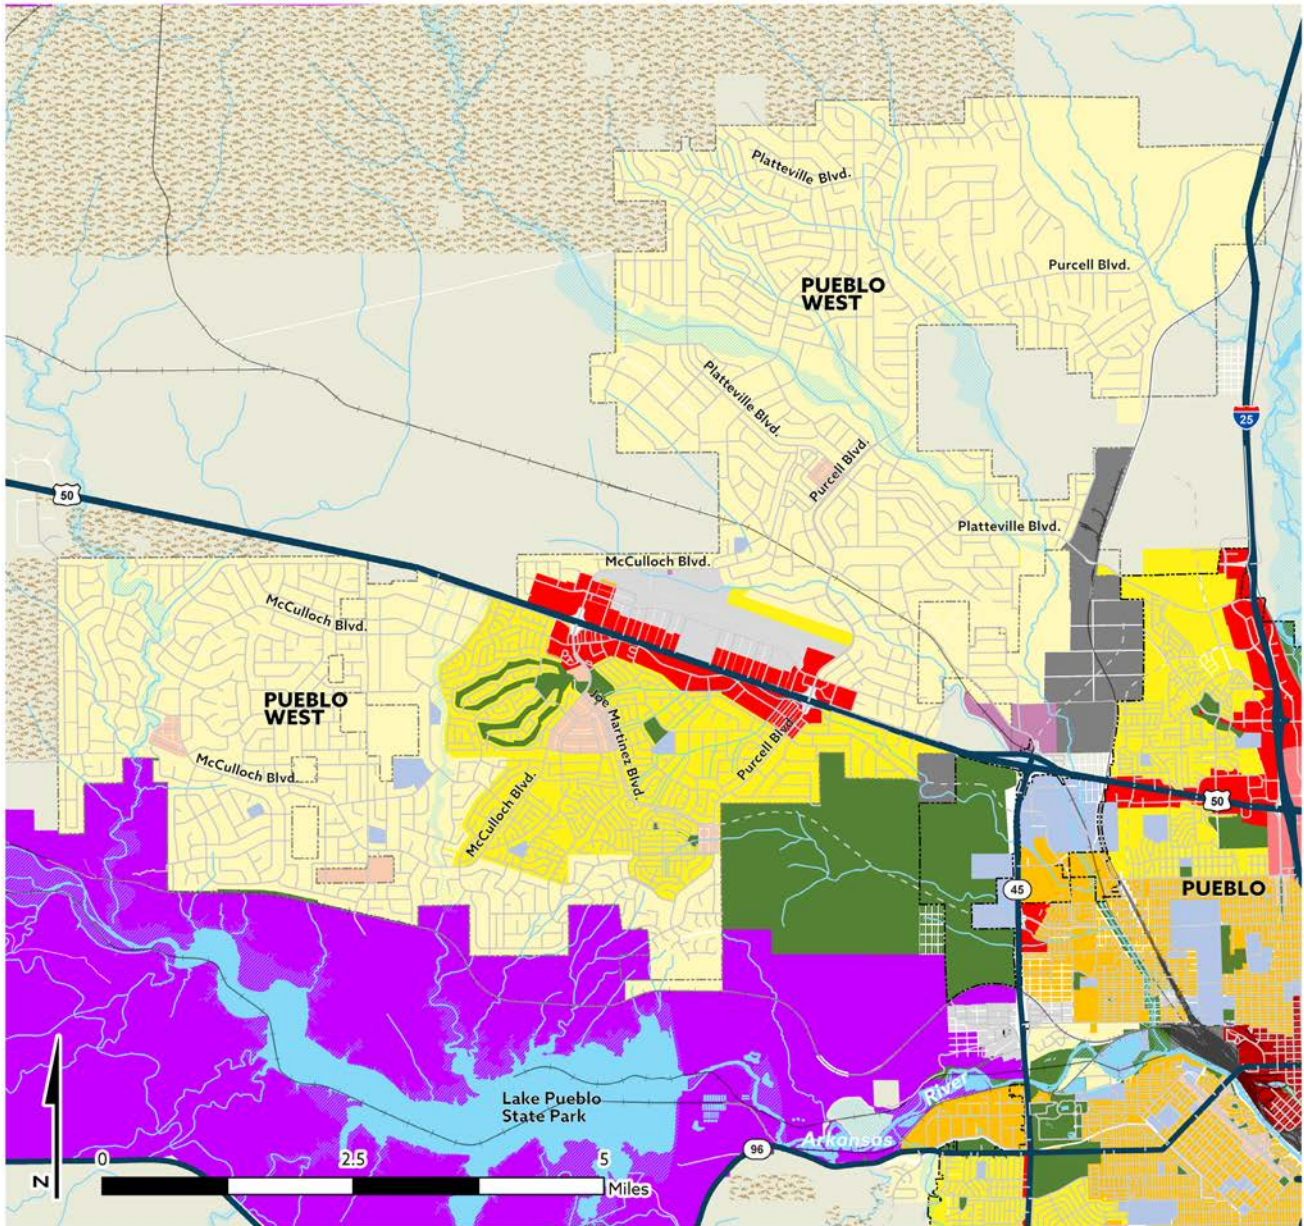 Platteville Blvd.
Purcell Blvd.
PUEBLO
WEST
Platteville Blvd.
25
Purcell Blvd.
50
Platteville Blvd.
McCulloch Blvd.
McCulloch Blvd.
PUEBLO
WEST
Joe Martinez Blvd.
Purcell Blvd.
McCulloch Blvd.
McCulloch Blvd.
50
45
PUEBLO
Lake Pueblo
State Park
Arkansas River
96
N
0 2.5 5
Miles